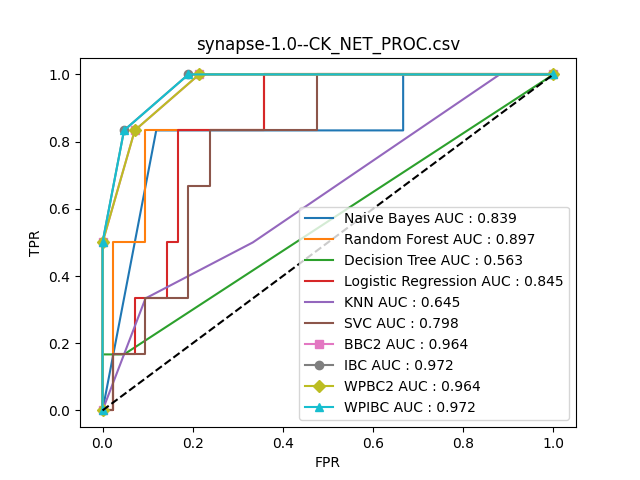 synapse-1.0--CK_NET_PROC.csv
TPR
1.0
0.8
0.6
0.4
0.2
0.0
Naive Bayes AUC : 0.839
Random Forest AUC : 0.897
Decision Tree AUC : 0.563
Logistic Regression AUC : 0.845
KNN AUC : 0.645
SVC AUC : 0.798
BBC2 AUC : 0.964
IBC AUC : 0.972
WPBC2 AUC : 0.964
WPIBC AUC : 0.972
0.0 0.2 0.4 0.6 0.8 1.0
FPR